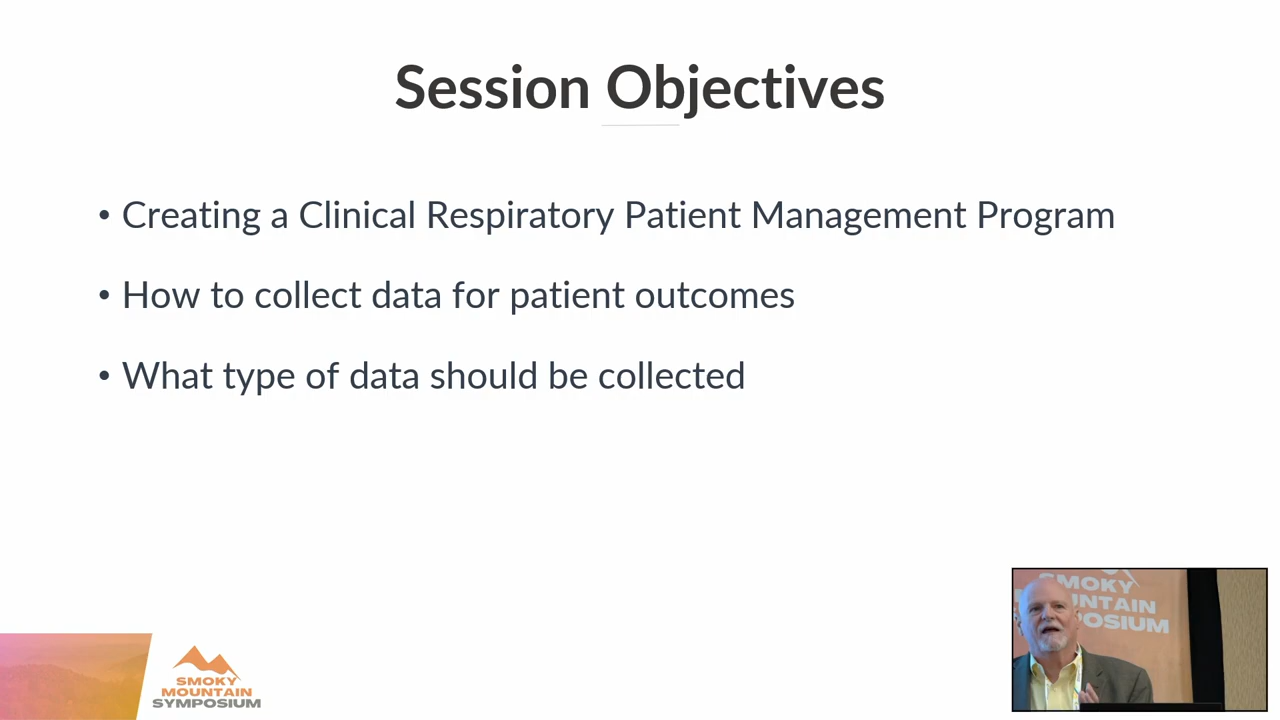 Session Objectives
• Creating a Clinical Respiratory Patient Management Program
• How to collect data for patient outcomes
• What type of data should be collected
SMOKY
MOUNTAIN
SYMPOSIUM
SMOKY